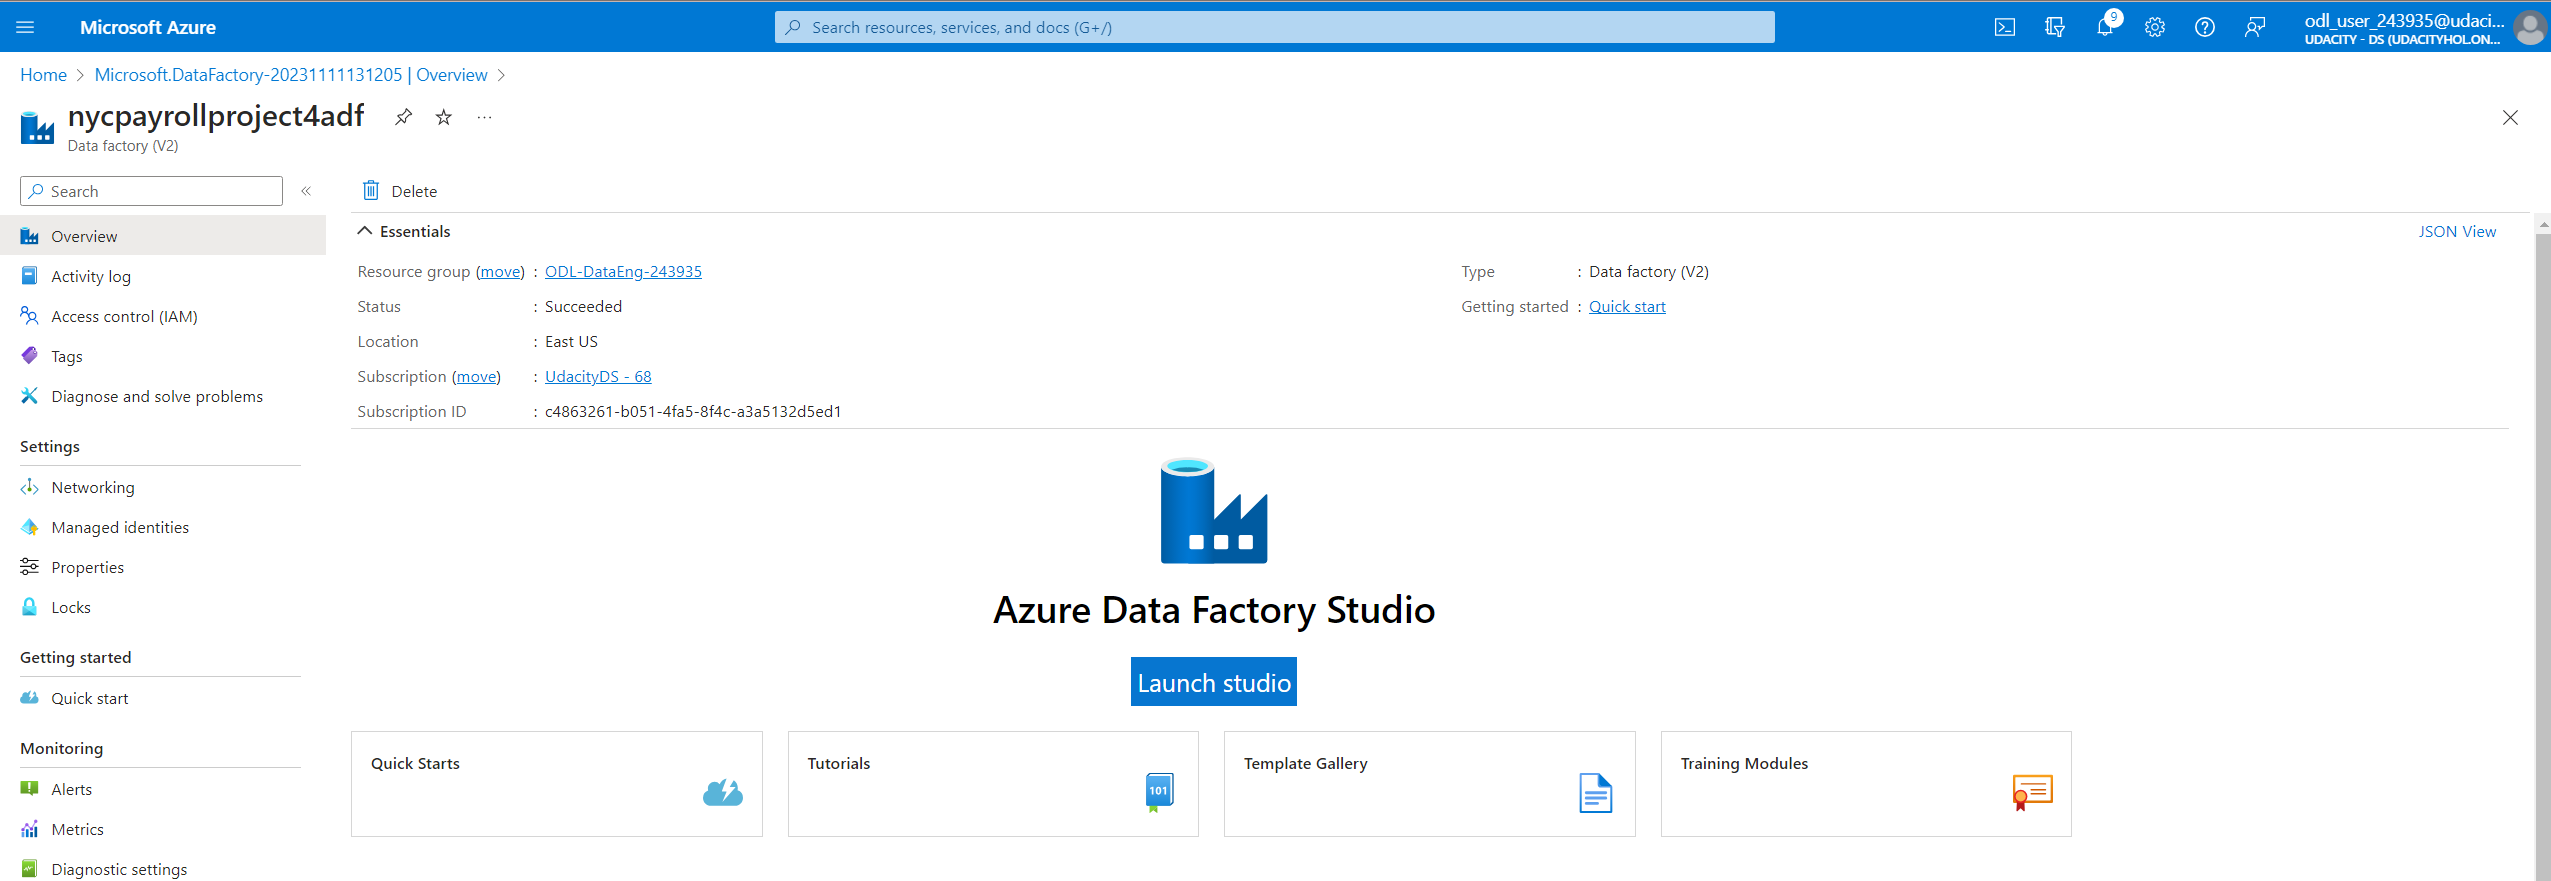 Microsoft Azure
Search resources, services, and docs (G+/)
9
odl_user_243935@udaci...
UDACITY - DS (UDACITYHOL.ON...
Home > Microsoft.DataFactory-20231111131205 | Overview >
nycpayrollproject4adf
Data factory (V2)
Search
«
Overview
Activity log
Access control (IAM)
Tags
Diagnose and solve problems
Settings
Networking
Managed identities
Properties
Locks
Getting started
Quick start
Monitoring
Alerts
Metrics
Diagnostic settings
Delete
Essentials
JSON View
Resource group (move) : ODL-DataEng-243935
Status : Succeeded
Location : East US
Subscription (move) : UdacityDS - 68
Subscription ID : c4863261-b051-4fa5-8f4c-a3a5132d5ed1
Type : Data factory (V2)
Getting started : Quick start
Azure Data Factory Studio
Launch studio
Quick Starts
Tutorials
101
Template Gallery
Training Modules